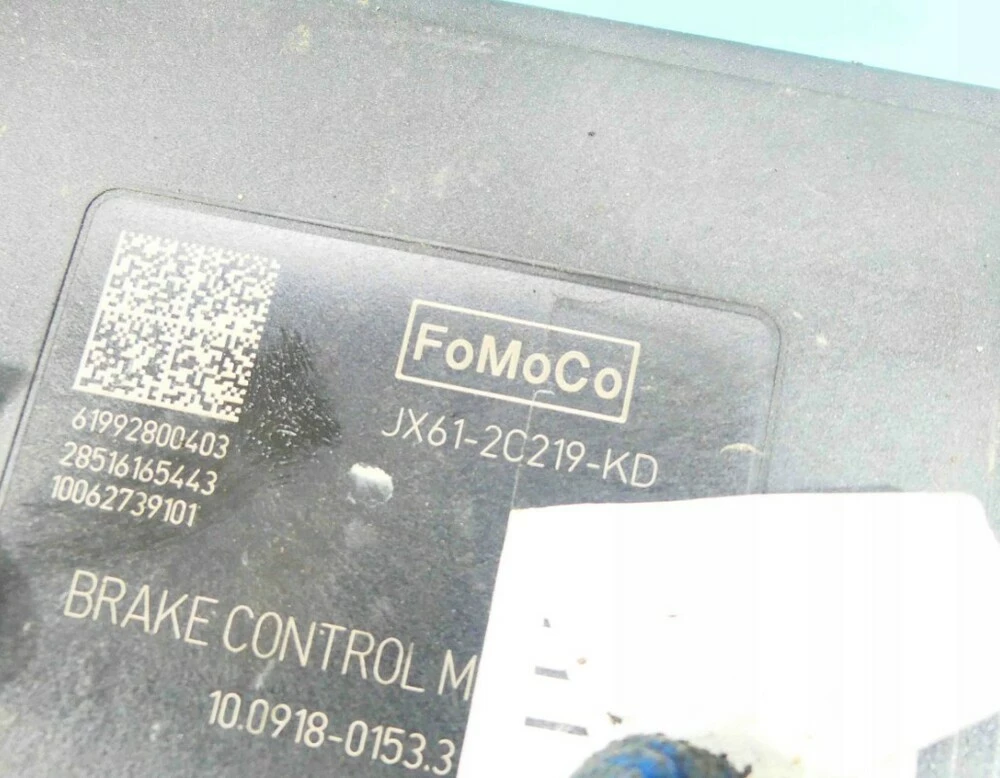 FoMoCo
JX61-2C219-KD
61992800403
28516165443
10062739101
BRAKE CONTROL M
10.0918-0153.3